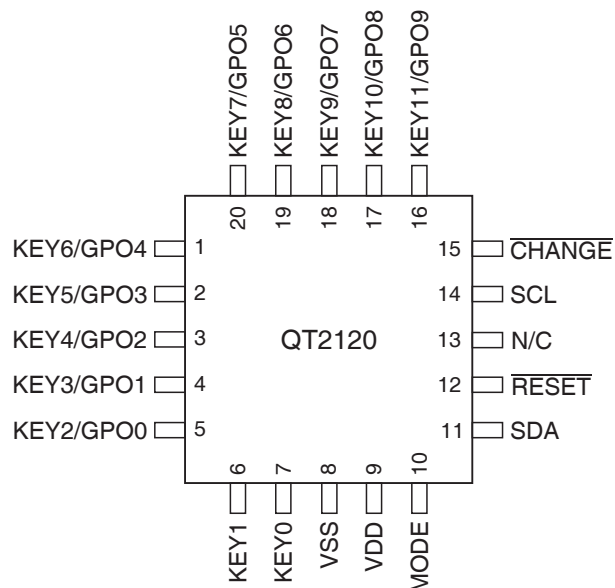 KEY7/GPO5
KEY8/GPO6
KEY9/GPO7
KEY10/GPO8
KEY11/GPO9
20
19
18
17
16
KEY6/GPO4 1
KEY5/GPO3 2
KEY4/GPO2 3
KEY3/GPO1 4
KEY2/GPO0 5
QT2120
15 CHANGE
14 SCL
13 N/C
12 RESET
11 SDA
6
7
8
9
10
KEY1
KEY0
VSS
VDD
MODE